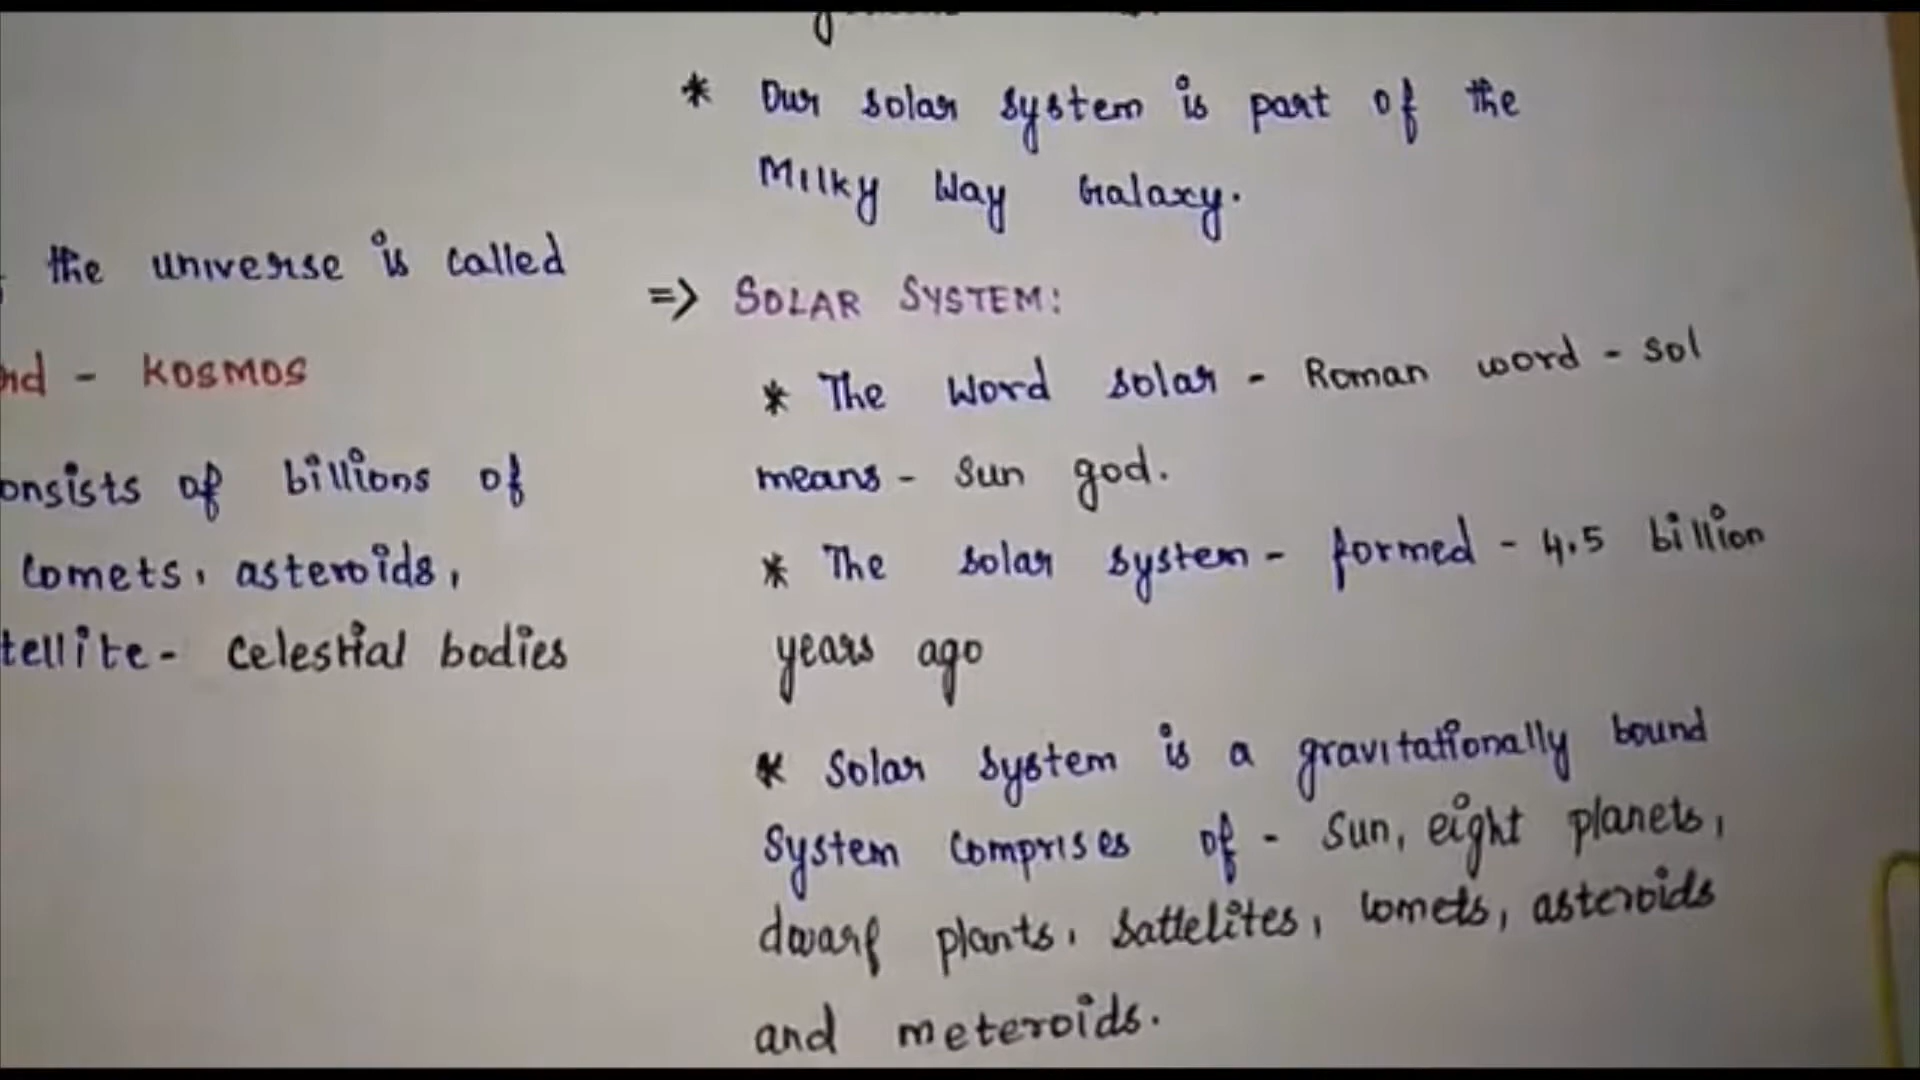 the universe is called
- KOSMOS
of billions of
comets, asteroids,
- Celestial bodies
* Our solar system is part of the
Milky Way Galaxy.
=> SOLAR SYSTEM:
* The Word solar - Roman word - sol
means - Sun god.
* The solar system - formed - 4.5 billion
years ago
* Solar system is a gravitationally bound
System comprises of - Sun, eight planets,
dwarf plants, sattelites, comets, asteroids
and meteroids.